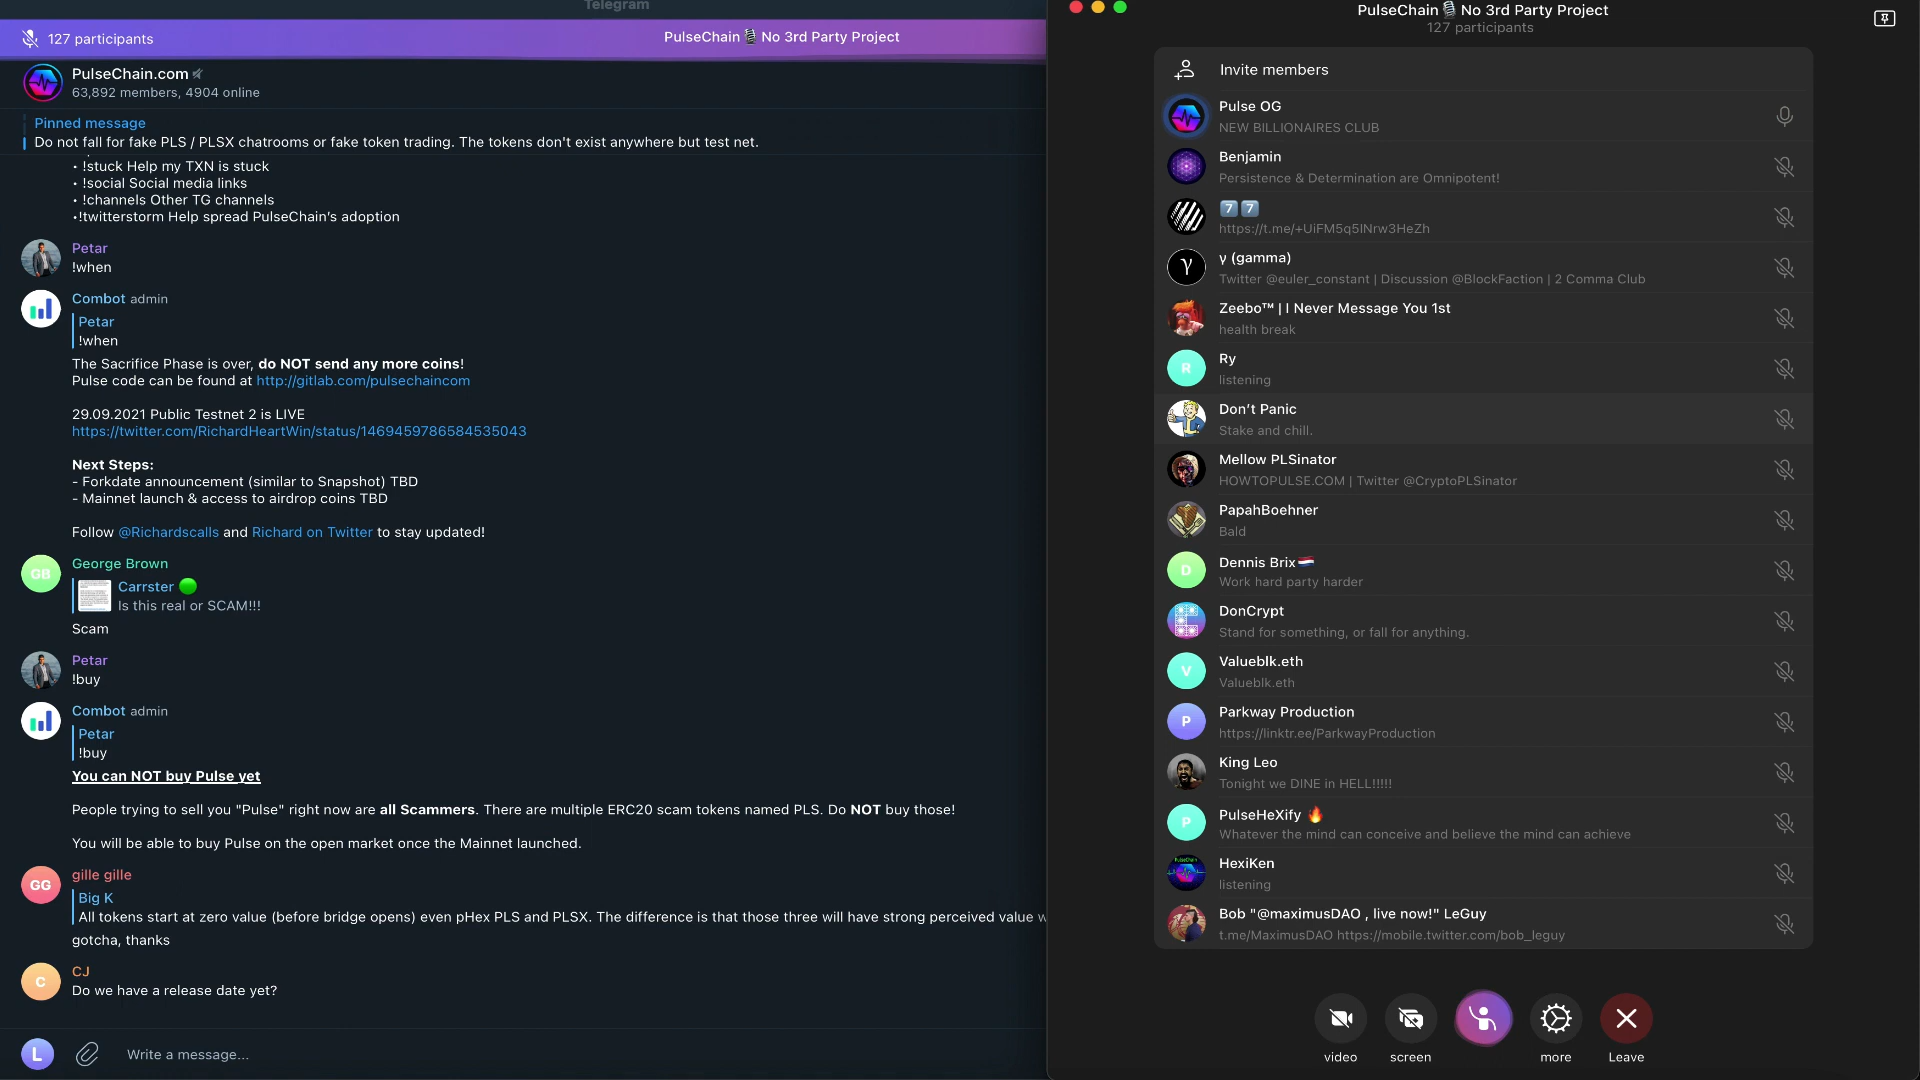 Telegram
127 participants
PulseChain🎙️No 3rd Party Project
PulseChain.com
63,892 members, 4904 online
Pinned message
Do not fall for fake PLS / PLSX chatrooms or fake token trading. The tokens don't exist anywhere but test net.
• !stuck Help my TXN is stuck
• !social Social media links
• !channels Other TG channels
•!twitterstorm Help spread PulseChain's adoption
Petar
!when
Combot admin
Petar
!when
The Sacrifice Phase is over, do NOT send any more coins!
Pulse code can be found at http://gitlab.com/pulsechaincom
29.09.2021 Public Testnet 2 is LIVE
https://twitter.com/RichardHeartWin/status/1469459786584535043
Next Steps:
- Forkdate announcement (similar to Snapshot) TBD
- Mainnet launch & access to airdrop coins TBD
Follow @Richardscalls and Richard on Twitter to stay updated!
GB
George Brown
Carrster 🟢
Is this real or SCAM!!!
Scam
Petar
!buy
Combot admin
Petar
!buy
You can NOT buy Pulse yet
People trying to sell you "Pulse" right now are all Scammers. There are multiple ERC20 scam tokens named PLS. Do NOT buy those!
You will be able to buy Pulse on the open market once the Mainnet launched.
GG
gille gille
Big K
All tokens start at zero value (before bridge opens) even pHex PLS and PLSX. The difference is that those three will have strong perceived value w
gotcha, thanks
C
CJ
Do we have a release date yet?
L
Write a message...
PulseChain🎙️No 3rd Party Project
127 participants
Invite members
Pulse OG
NEW BILLIONAIRES CLUB
Benjamin
Persistence & Determination are Omnipotent!
7️⃣7️⃣
https://t.me/+UiFM5q5INrw3HeZh
γ
γ (gamma)
Twitter @euler_constant | Discussion @BlockFaction | 2 Comma Club
Zeebo™ | I Never Message You 1st
health break
R
Ry
listening
Don't Panic
Stake and chill.
Mellow PLSinator
HOWTOPULSE.COM | Twitter @CryptoPLSinator
PapahBoehner
Bald
D
Dennis Brix🇳🇱
Work hard party harder
DonCrypt
Stand for something, or fall for anything.
V
Valueblk.eth
Valueblk.eth
P
Parkway Production
https://linktr.ee/ParkwayProduction
King Leo
Tonight we DINE in HELL!!!!!
P
PulseHeXify 🔥
Whatever the mind can conceive and believe the mind can achieve
HexiKen
listening
Bob "@maximusDAO , live now!" LeGuy
t.me/MaximusDAO https://mobile.twitter.com/bob_leguy
video
screen
more
Leave